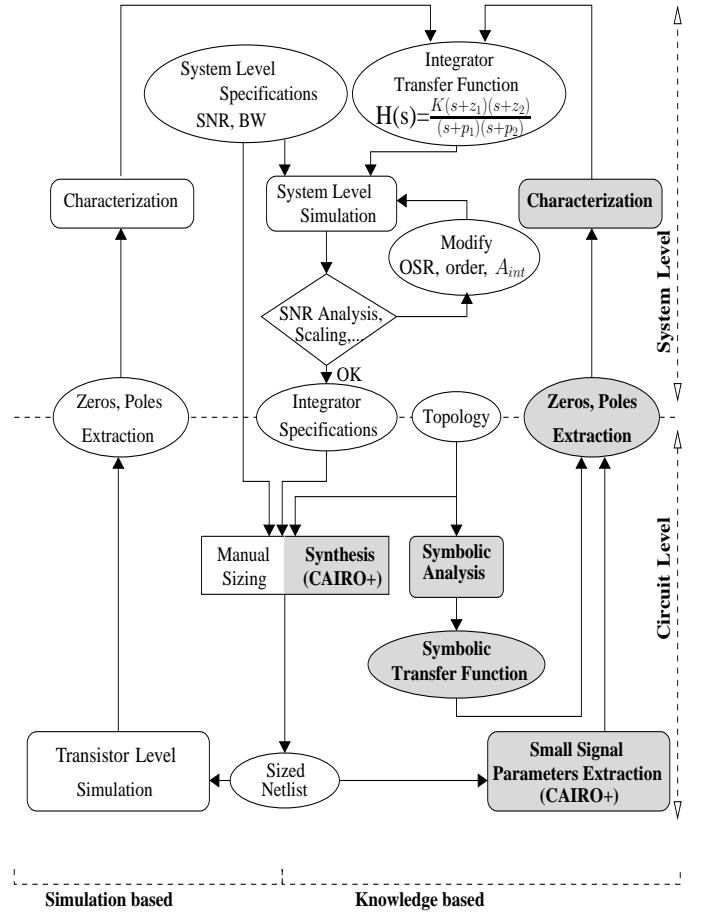 System Level
Specifications
SNR, BW
Integrator
Transfer Function
H(s)=K(s+z₁)(s+z₂)/(s+p₁)(s+p₂)
Characterization
System Level
Simulation
Characterization
Modify
OSR, order, A_int
SNR Analysis,
Scaling,...
OK
System Level
Zeros, Poles
Extraction
Integrator
Specifications
Topology
Zeros, Poles
Extraction
Manual
Sizing
Synthesis
(CAIRO+)
Symbolic
Analysis
Circuit Level
Symbolic
Transfer Function
Transistor Level
Simulation
Sized
Netlist
Small Signal
Parameters Extraction
(CAIRO+)
Simulation based
Knowledge based